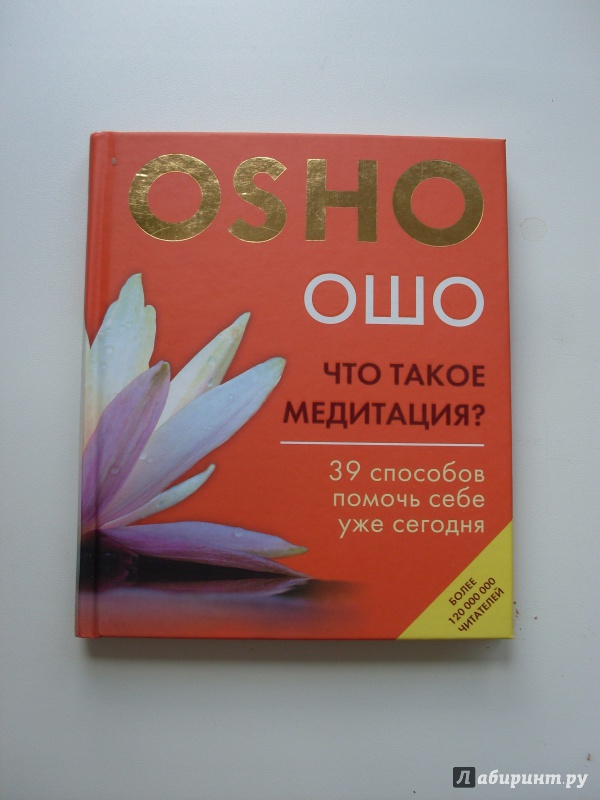 OSHO
ОШО
ЧТО ТАКОЕ
МЕДИТАЦИЯ?
39 способов
помочь себе
уже сегодня
БОЛЕЕ
120 000 000
ЧИТАТЕЛЕЙ
Лабиринт.ру